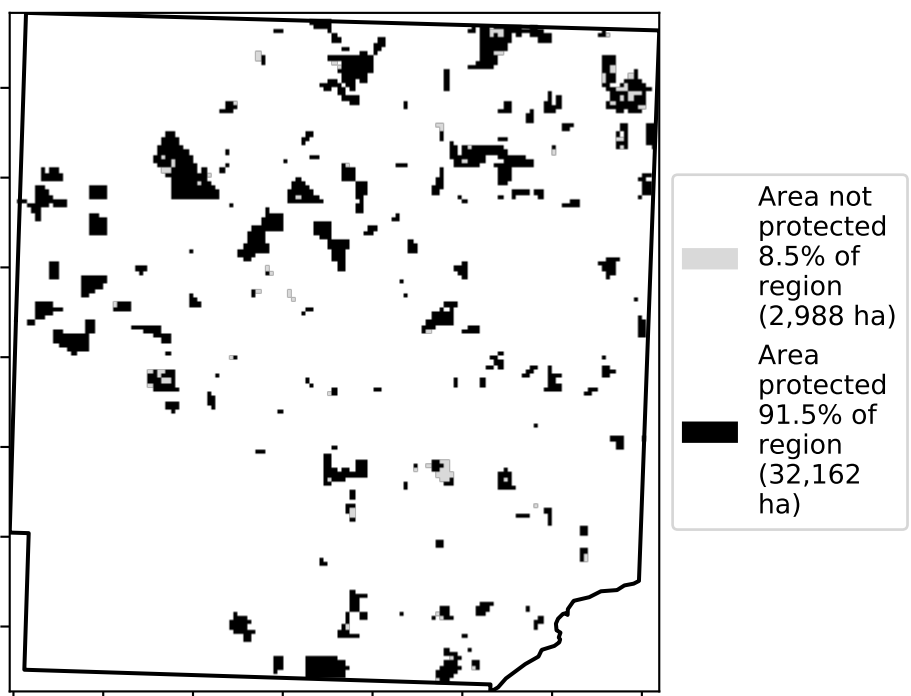 Area not
protected
8.5% of
region
(2,988 ha)
Area
protected
91.5% of
region
(32,162
ha)